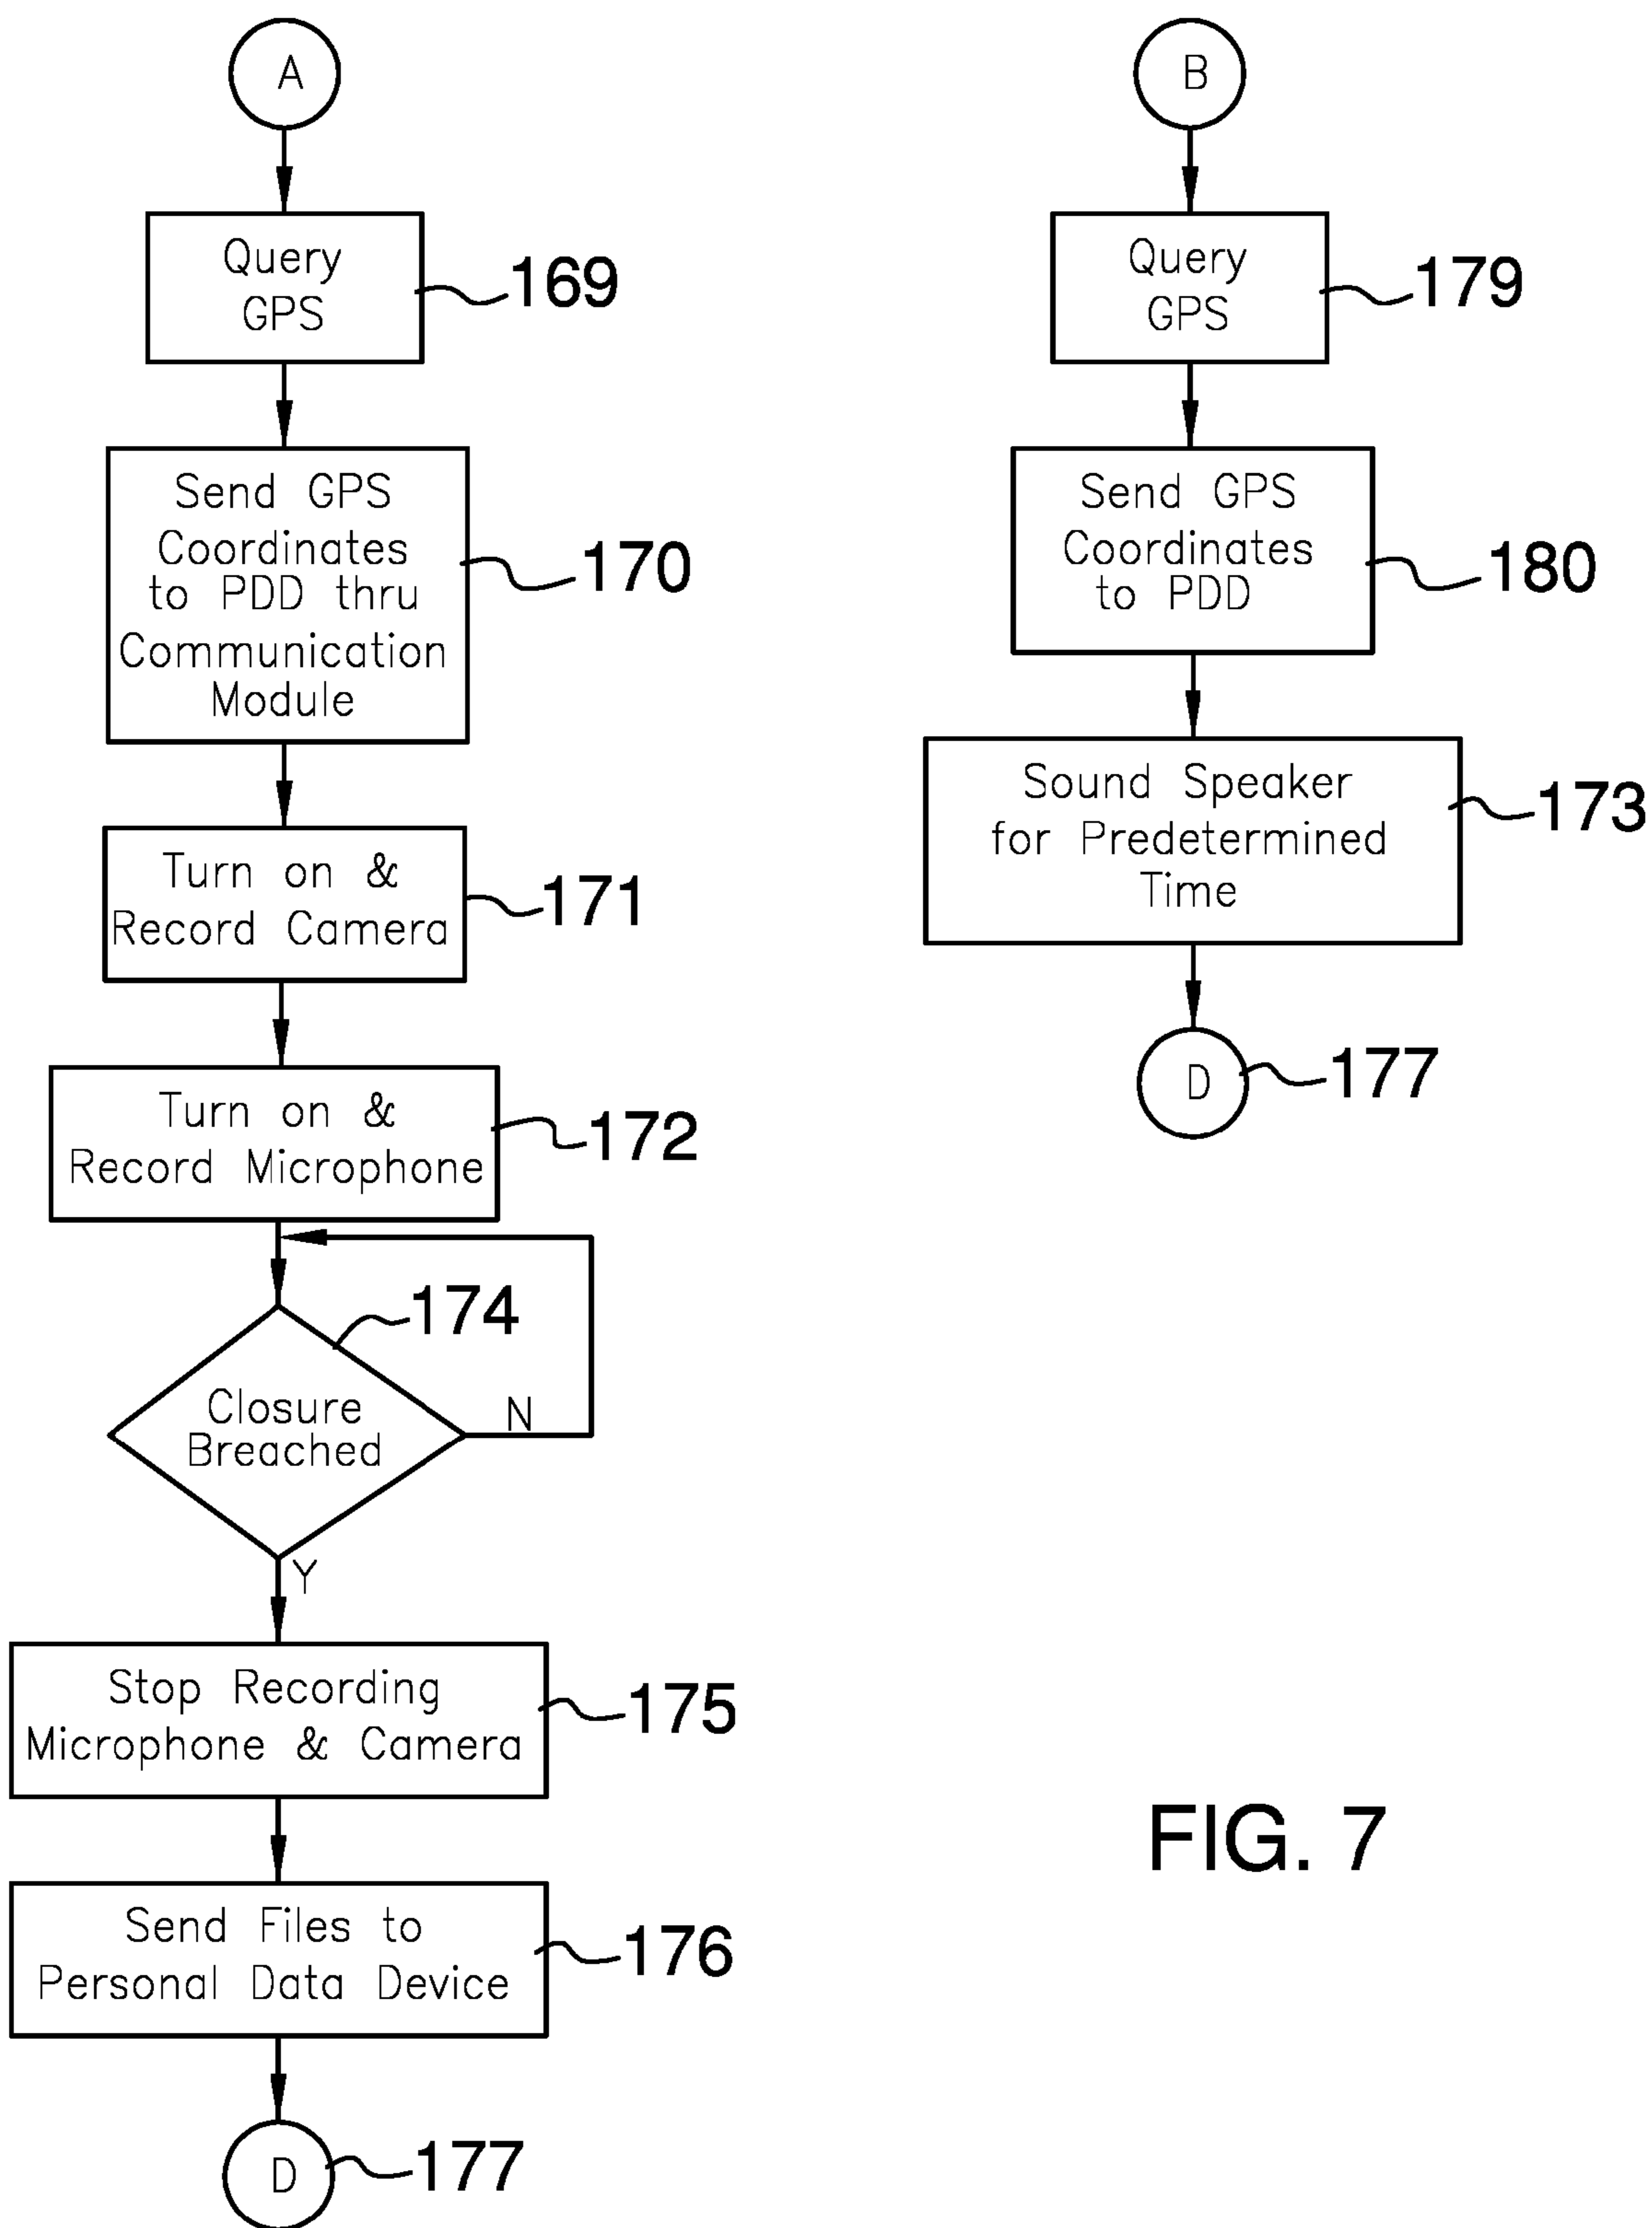 A
Query
GPS
169
Send GPS
Coordinates
to PDD thru
Communication
Module
170
Turn on &
Record Camera
171
Turn on &
Record Microphone
172
174
Closure
Breached
N
Y
Stop Recording
Microphone & Camera
175
Send Files to
Personal Data Device
176
D
177
B
Query
GPS
179
Send GPS
Coordinates
to PDD
180
Sound Speaker
for Predetermined
Time
173
D
177
FIG. 7